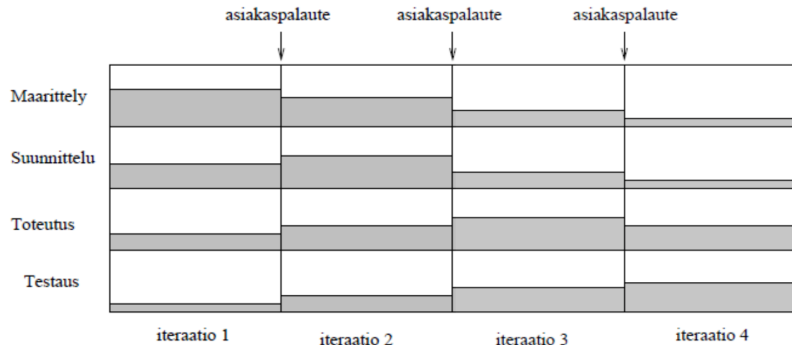 asiakaspalaute asiakaspalaute asiakaspalaute
Maarittely
Suunnittelu
Toteutus
Testaus
iteraatio 1 iteraatio 2 iteraatio 3 iteraatio 4